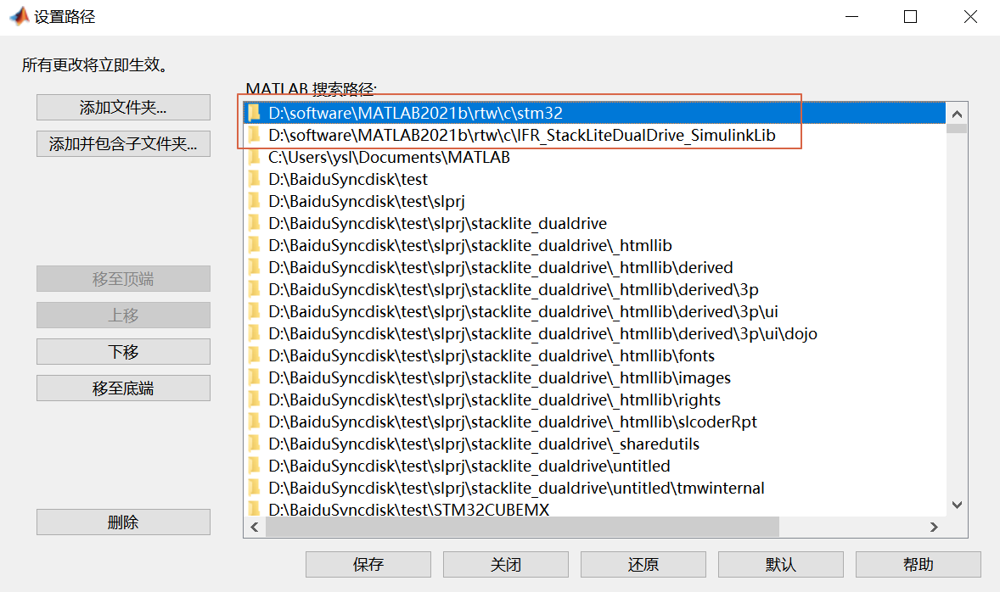 设置路径
所有更改将立即生效。
MATLAB 搜索路径:
添加文件夹...
添加并包含子文件夹...
移至顶端
上移
下移
移至底端
删除
D:\software\MATLAB2021b\rtw\c\stm32
D:\software\MATLAB2021b\rtw\c\IFR_StackLiteDualDrive_SimulinkLib
C:\Users\ysl\Documents\MATLAB
D:\BaiduSyncdisk\test
D:\BaiduSyncdisk\test\slprj
D:\BaiduSyncdisk\test\slprj\stacklite_dualdrive
D:\BaiduSyncdisk\test\slprj\stacklite_dualdrive\_htmllib
D:\BaiduSyncdisk\test\slprj\stacklite_dualdrive\_htmllib\derived
D:\BaiduSyncdisk\test\slprj\stacklite_dualdrive\_htmllib\derived\3p
D:\BaiduSyncdisk\test\slprj\stacklite_dualdrive\_htmllib\derived\3p\ui
D:\BaiduSyncdisk\test\slprj\stacklite_dualdrive\_htmllib\derived\3p\ui\dojo
D:\BaiduSyncdisk\test\slprj\stacklite_dualdrive\_htmllib\fonts
D:\BaiduSyncdisk\test\slprj\stacklite_dualdrive\_htmllib\images
D:\BaiduSyncdisk\test\slprj\stacklite_dualdrive\_htmllib\rights
D:\BaiduSyncdisk\test\slprj\stacklite_dualdrive\_htmllib\slcoderRpt
D:\BaiduSyncdisk\test\slprj\stacklite_dualdrive\_sharedutils
D:\BaiduSyncdisk\test\slprj\stacklite_dualdrive\untitled
D:\BaiduSyncdisk\test\slprj\stacklite_dualdrive\untitled\tmwinternal
D:\BaiduSyncdisk\test\STM32CUBEMX
保存
关闭
还原
默认
帮助